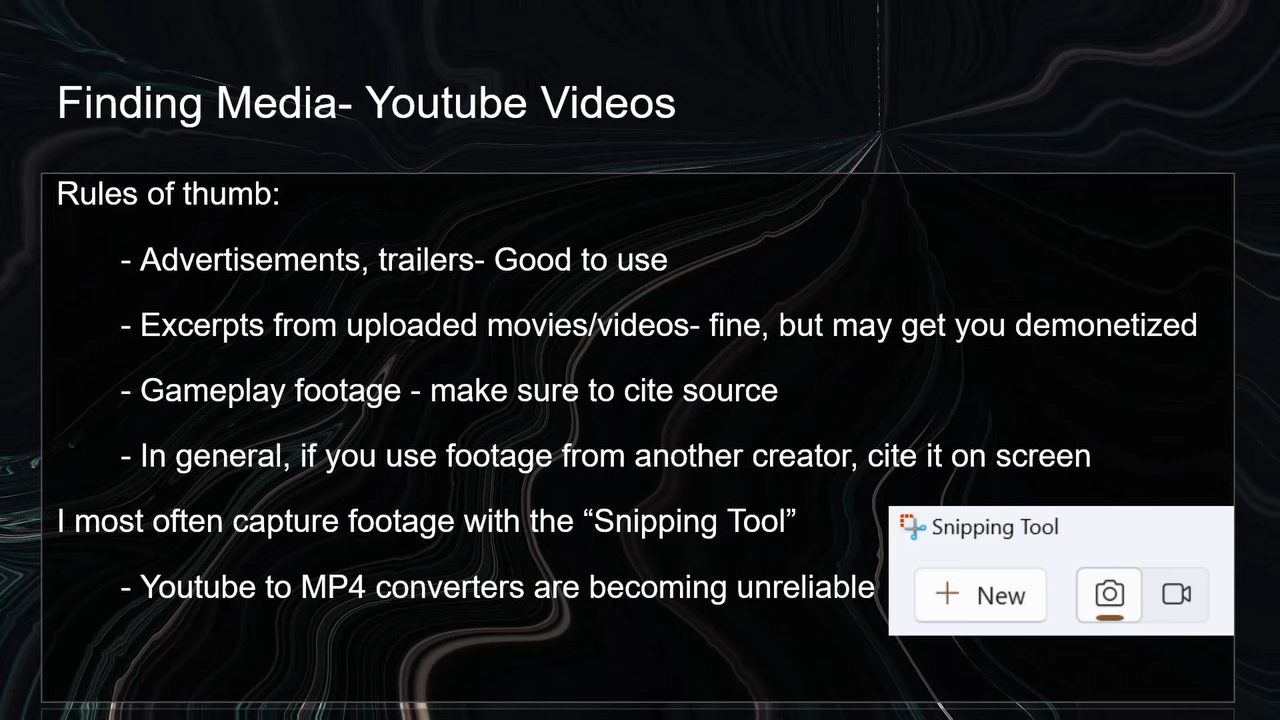 Finding Media- Youtube Videos
Rules of thumb:
- Advertisements, trailers- Good to use
- Excerpts from uploaded movies/videos- fine, but may get you demonetized
- Gameplay footage - make sure to cite source
- In general, if you use footage from another creator, cite it on screen
I most often capture footage with the “Snipping Tool”
- Youtube to MP4 converters are becoming unreliable
Snipping Tool
+ New